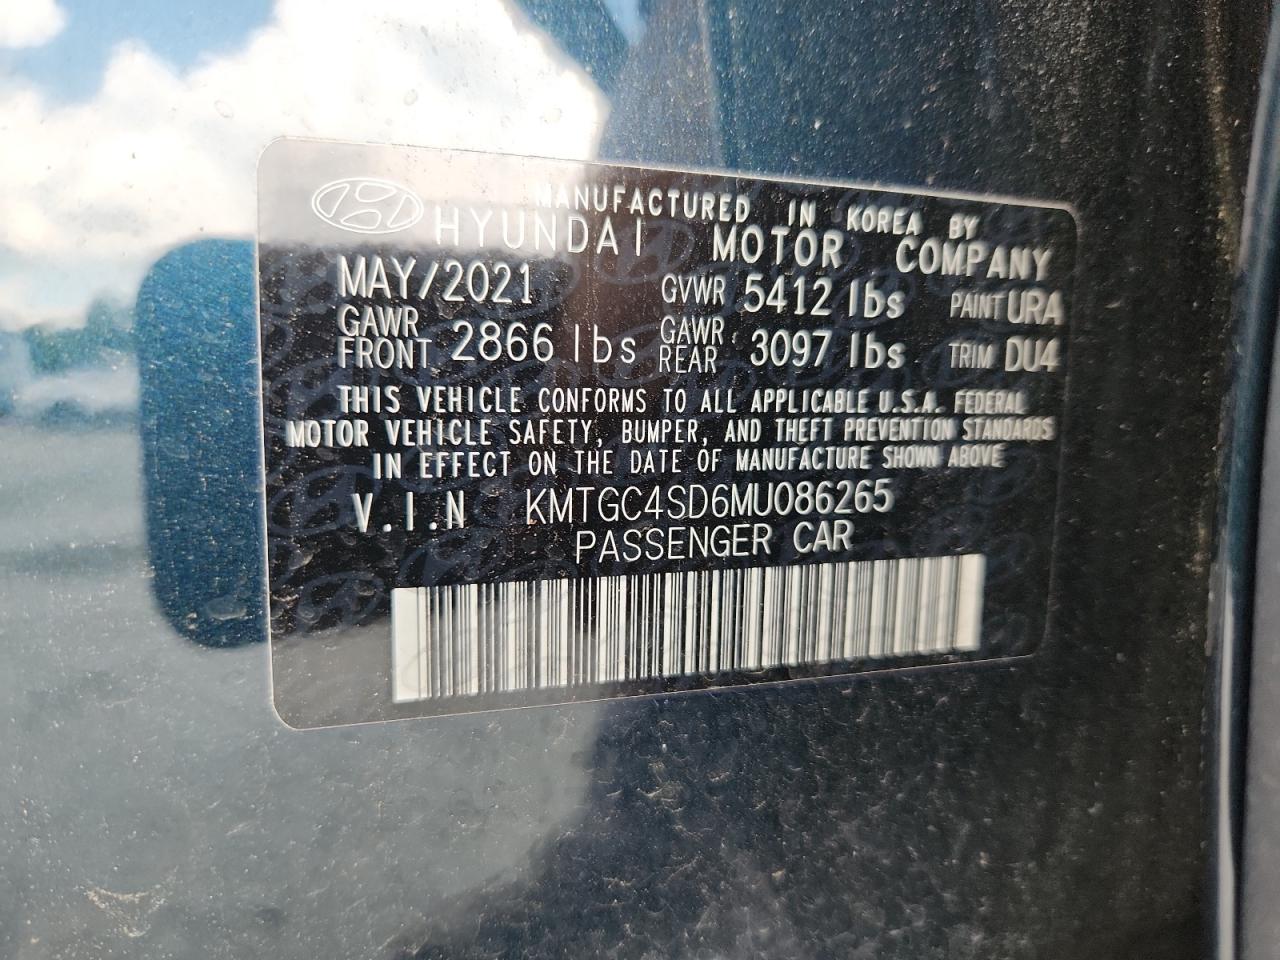 MANUFACTURED IN KOREA BY
HYUNDAI MOTOR COMPANY
MAY/2021 GVWR 5412 lbs PAINT URA
GAWR FRONT 2866 lbs GAWR REAR 3097 lbs TRIM DU4
THIS VEHICLE CONFORMS TO ALL APPLICABLE U.S.A. FEDERAL
MOTOR VEHICLE SAFETY, BUMPER, AND THEFT PREVENTION STANDARDS
IN EFFECT ON THE DATE OF MANUFACTURE SHOWN ABOVE
V.I.N KMTGC4SD6MU086265
PASSENGER CAR